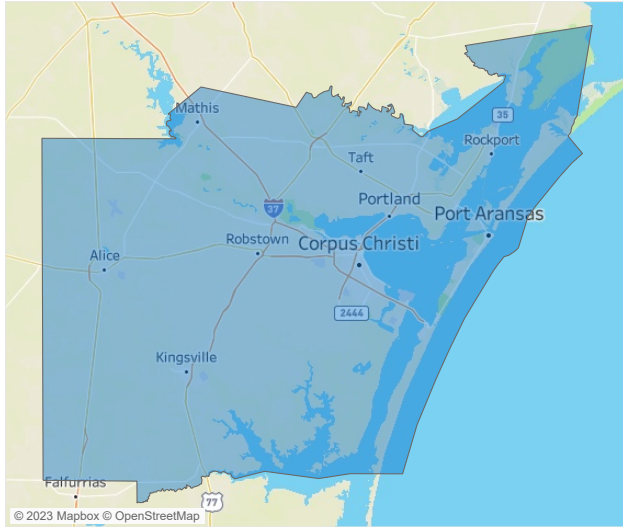 Mathis
35
Rockport
Taft
Portland
37
Port Aransas
Robstown
Corpus Christi
Alice
2444
Kingsville
Falfurrias
77
© 2023 Mapbox © OpenStreetMap